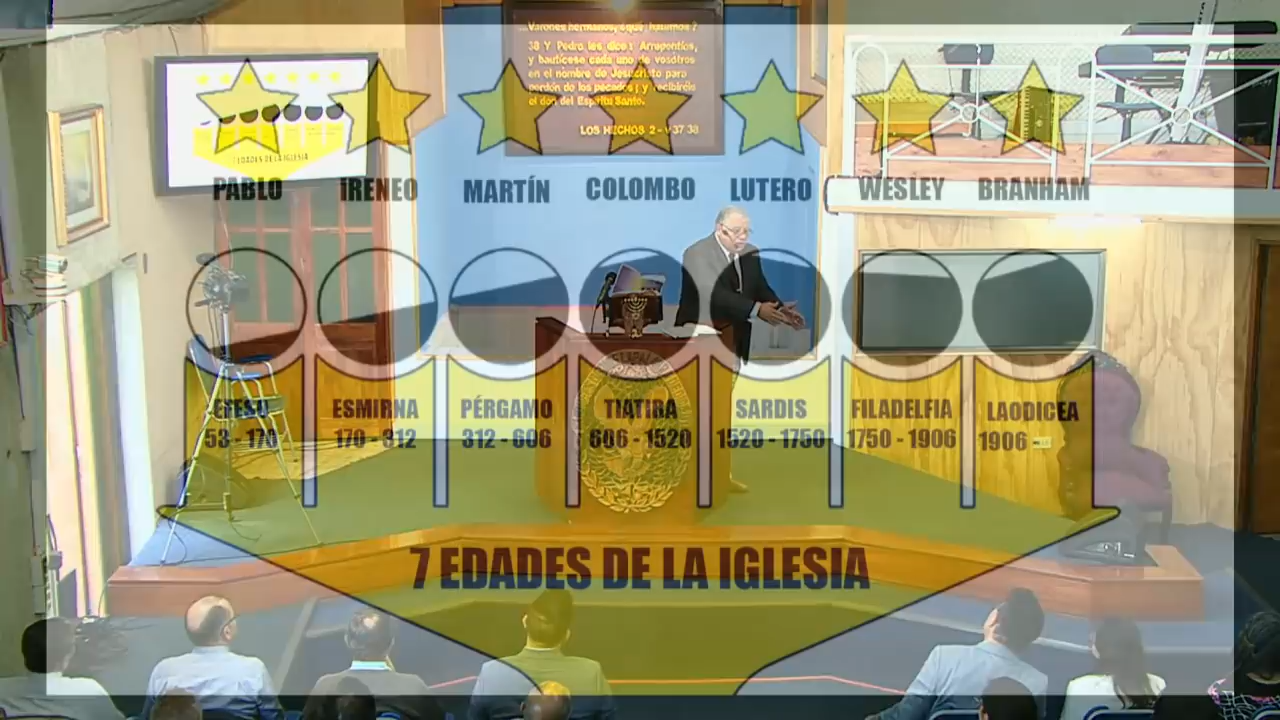 ...Varones hermanos, ¿qué haremos?
38 Y Pedro les dice: Arrepentíos,
y bautícese cada uno de vosotros
en el nombre de Jesucristo para
perdón de los pecados; y recibiréis
el don del Espíritu Santo.
LOS HECHOS 2 - 37 38
PABLO IRENEO MARTÍN COLOMBO LUTERO WESLEY BRANHAM
7 EDADES DE LA IGLESIA
EFESO ESMIRNA PÉRGAMO TIATIRA SARDIS FILADELFIA LAODICEA
53 - 170 170 - 312 312 - 606 606 - 1520 1520 - 1750 1750 - 1906 1906 -
7 EDADES DE LA IGLESIA